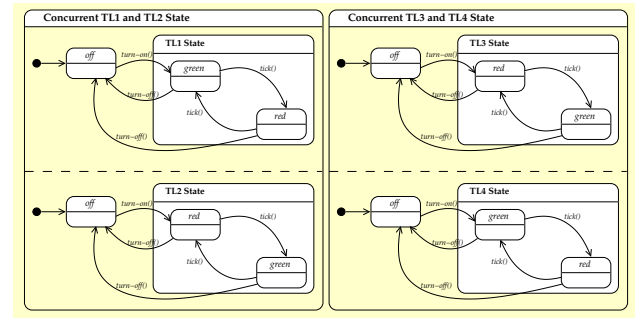 Concurrent TL1 and TL2 State
TL1 State
off
turn-on()
green
tick()
turn-off()
tick()
red
turn-off()
TL2 State
off
turn-on()
red
tick()
turn-off()
tick()
green
turn-off()
Concurrent TL3 and TL4 State
TL3 State
off
turn-on()
red
tick()
turn-off()
tick()
green
turn-off()
TL4 State
off
turn-on()
green
tick()
turn-off()
tick()
red
turn-off()